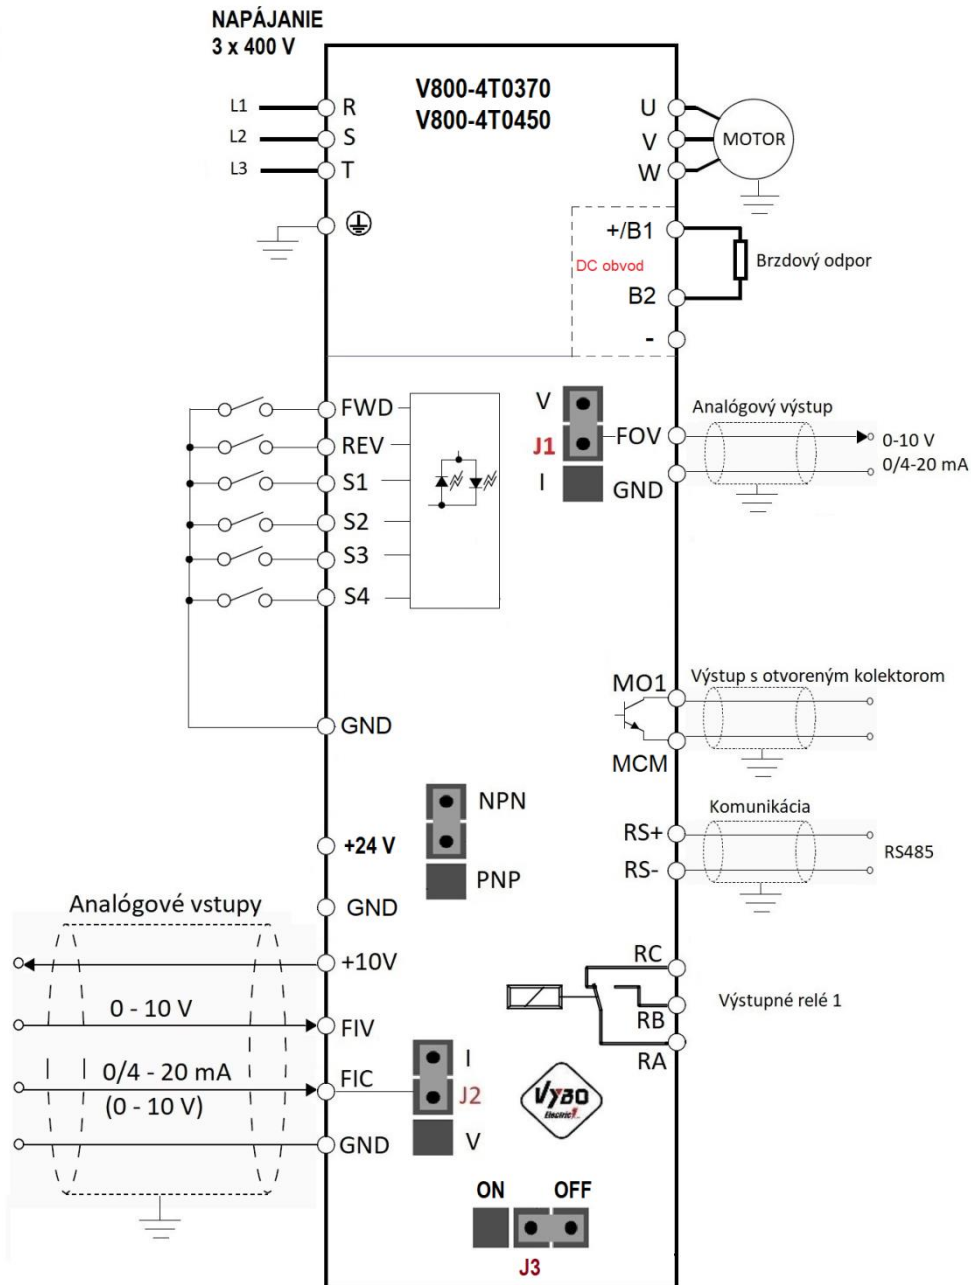 NAPÁJANIE
3 x 400 V
V800-4T0370
V800-4T0450
L1
R
U
L2
S
V
MOTOR
L3
T
W
+/B1
DC obvod
Brzdový odpor
B2
-
FWD
V
Analógový výstup
REV
J1
FOV
0-10 V
S1
I
GND
0/4-20 mA
S2
S3
S4
MO1
Výstup s otvoreným kolektorom
GND
MCM
NPN
Komunikácia
+24 V
RS+
RS485
PNP
RS-
Analógové vstupy
GND
+10V
RC
0 - 10 V
FIV
RB
Výstupné relé 1
RA
0/4 - 20 mA
FIC
I
J2
(0 - 10 V)
VYBO
Electric
GND
V
ON
OFF
J3